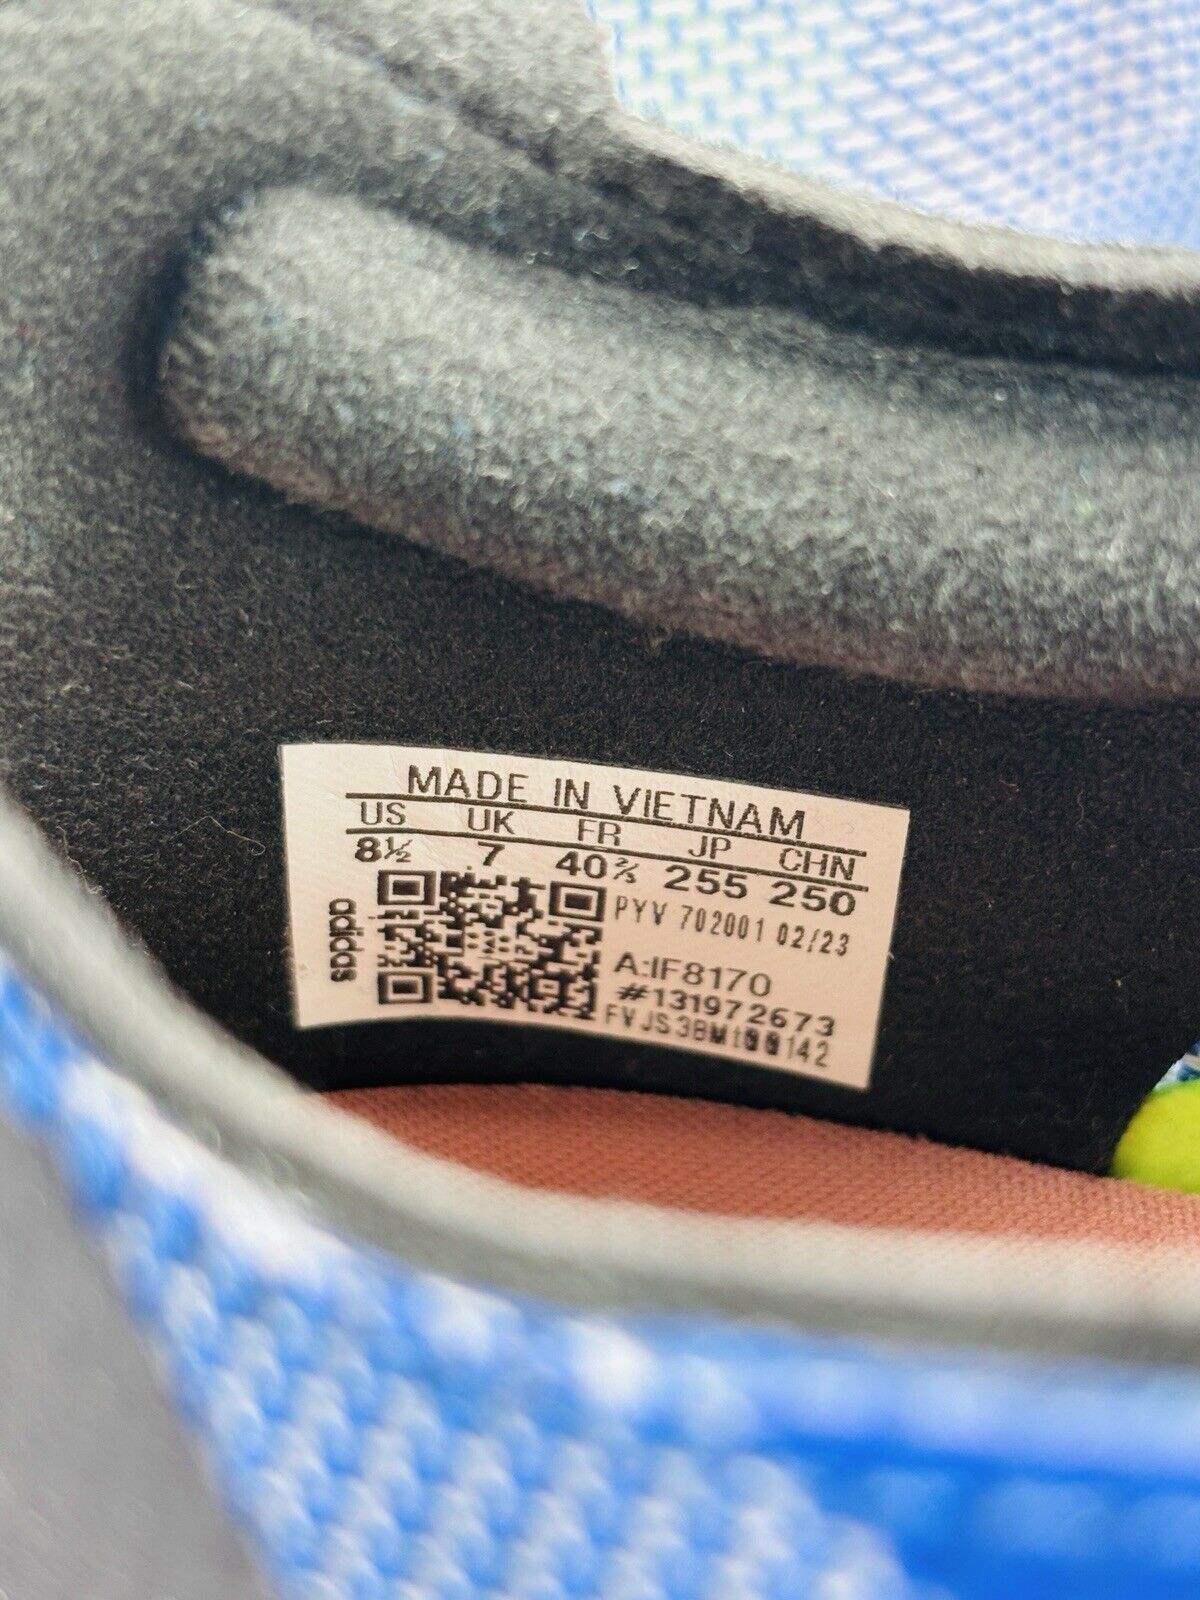 MADE IN VIETNAM
US UK FR JP CHN
8½ 7 40⅔ 255 250
adidas
PYV 702001 02/23
A:IF8170
#131972673